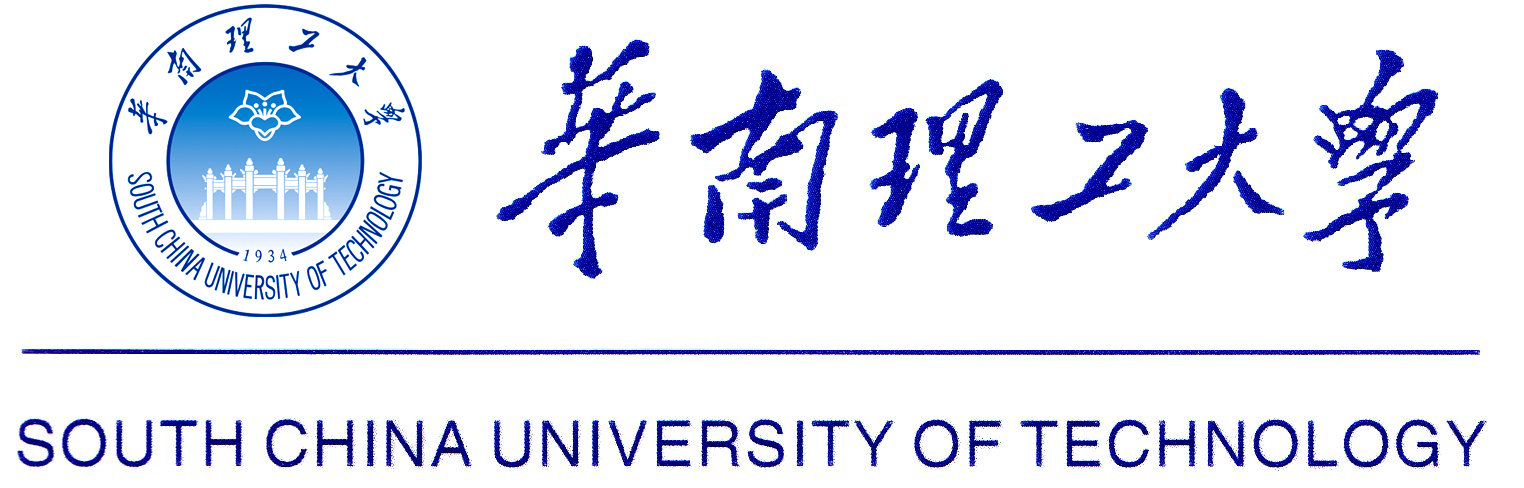 華南理工大學
SOUTH CHINA UNIVERSITY OF TECHNOLOGY
1934
華南理工大學
SOUTH CHINA UNIVERSITY OF TECHNOLOGY